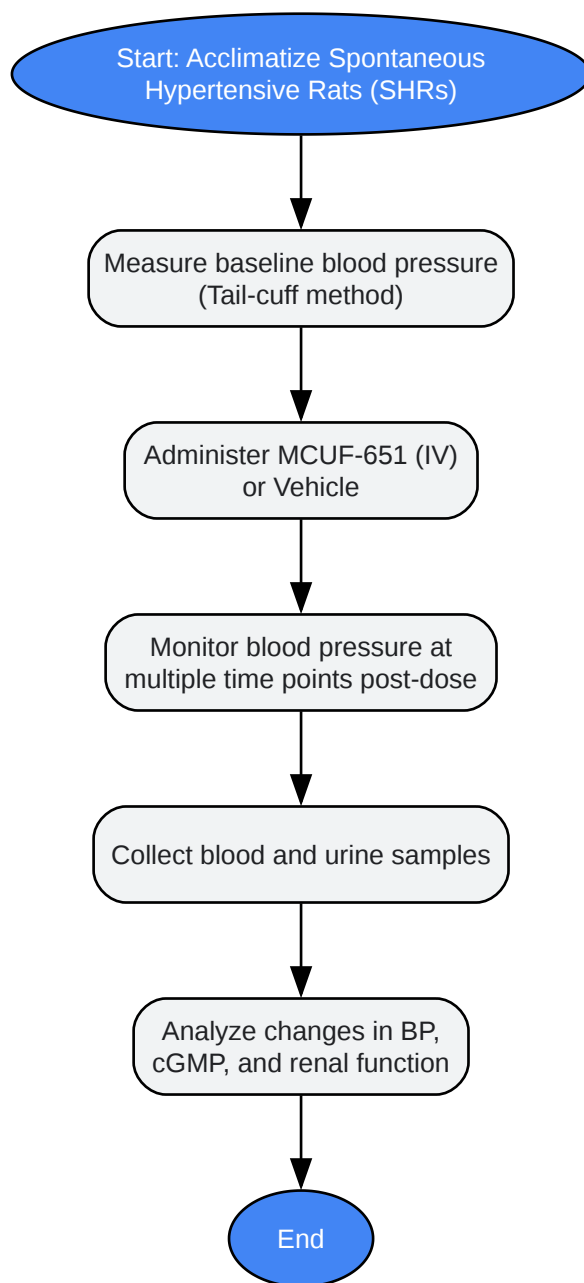 Start: Acclimatize Spontaneous
Hypertensive Rats (SHRs)
Measure baseline blood pressure
(Tail-cuff method)
Administer MCUF-651 (IV)
or Vehicle
Monitor blood pressure at
multiple time points post-dose
Collect blood and urine samples
Analyze changes in BP,
cGMP, and renal function
End